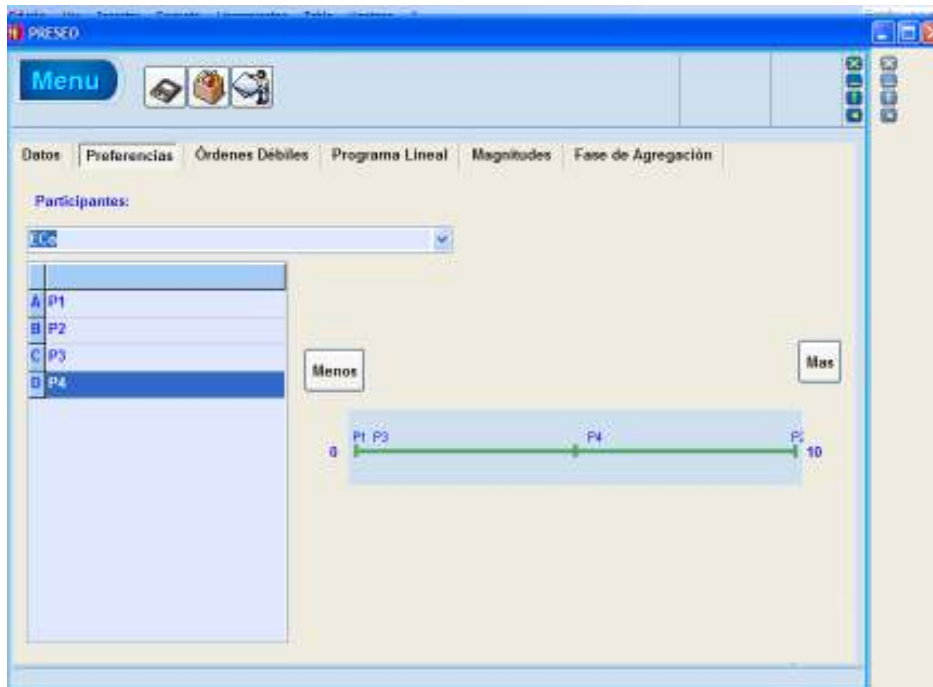 PRESEO
Menu
Datos Preferencias Órdenes Débiles Programa Lineal Magnitudes Fase de Agregación
Participantes:
A P1
B P2
C P3
D P4
Menos Mas
P1 P3 P4
0 10